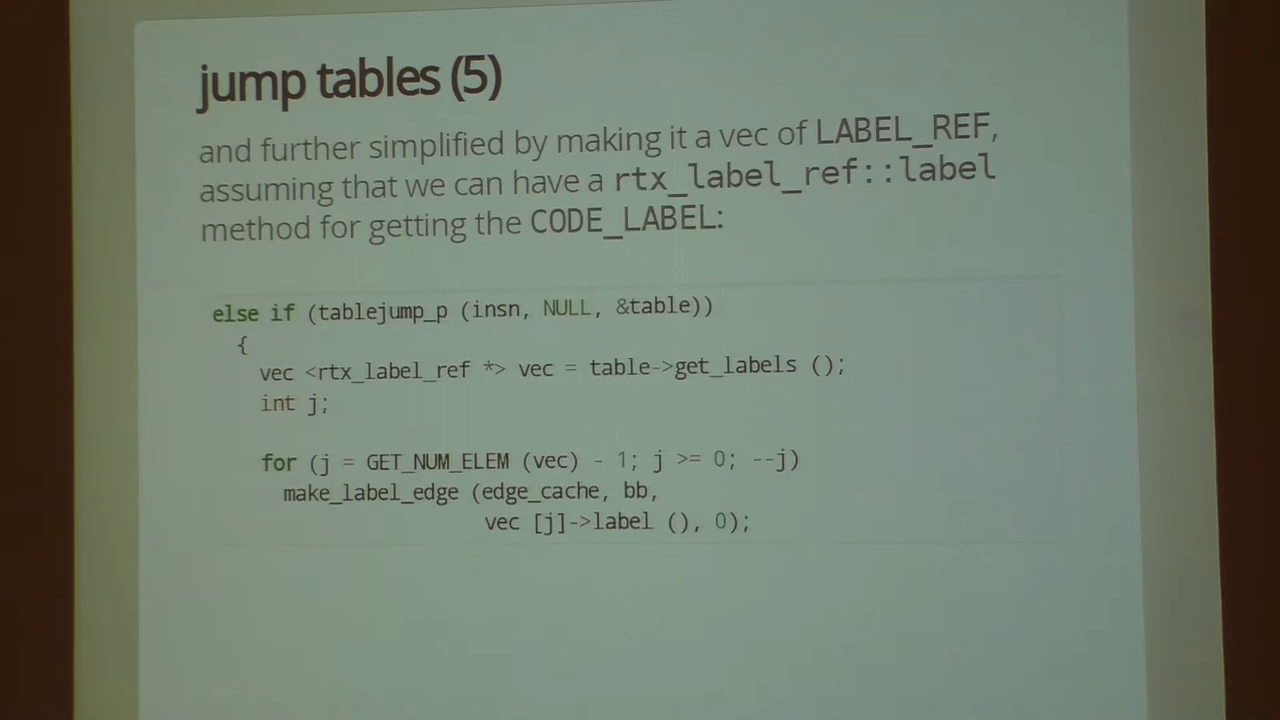 jump tables (5)
and further simplified by making it a vec of LABEL_REF,
assuming that we can have a rtx_label_ref::label
method for getting the CODE_LABEL:
else if (tablejump_p (insn, NULL, &table))
{
vec <rtx_label_ref *> vec = table->get_labels ();
int j;
for (j = GET_NUM_ELEM (vec) - 1; j >= 0; --j)
make_label_edge (edge_cache, bb,
vec [j]->label (), 0);